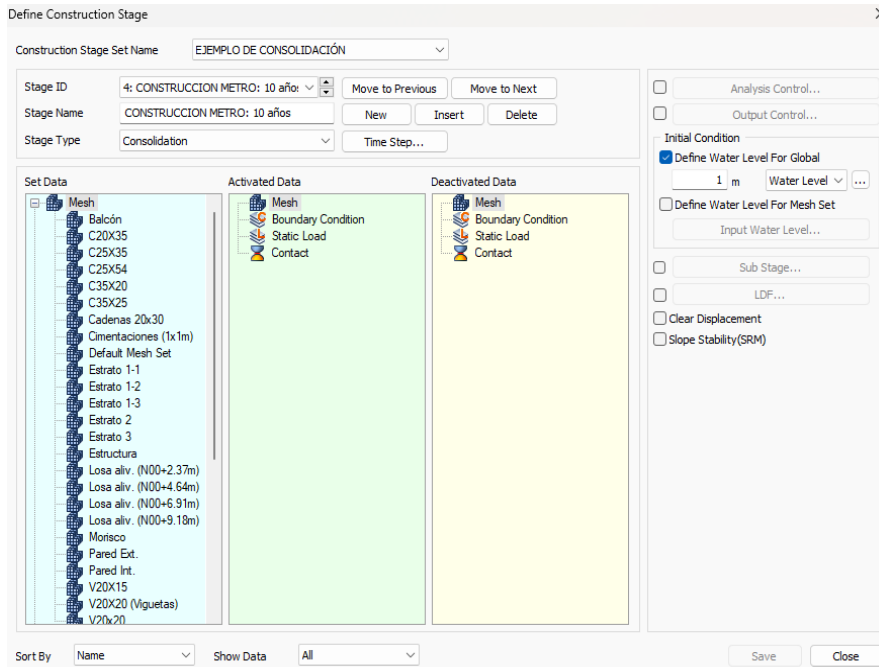 Define Construction Stage
Construction Stage Set Name EJEMPLO DE CONSOLIDACIÓN
Stage ID 4: CONSTRUCCION METRO: 10 año: Move to Previous Move to Next
Stage Name CONSTRUCCION METRO: 10 años New Insert Delete
Stage Type Consolidation Time Step...
Set Data
Mesh
Balcón
C20X35
C25X35
C25X54
C35X20
C35X25
Cadenas 20x30
Cimentaciones (1x1m)
Default Mesh Set
Estrato 1-1
Estrato 1-2
Estrato 1-3
Estrato 2
Estrato 3
Estructura
Losa aliv. (N00+2.37m)
Losa aliv. (N00+4.64m)
Losa aliv. (N00+6.91m)
Losa aliv. (N00+9.18m)
Morisco
Pared Ext.
Pared Int.
V20X15
V20X20 (Viguetas)
V20x20
Activated Data
Mesh
Boundary Condition
Static Load
Contact
Deactivated Data
Mesh
Boundary Condition
Static Load
Contact
Analysis Control...
Output Control...
Initial Condition
Define Water Level For Global
1 m Water Level ...
Define Water Level For Mesh Set
Input Water Level...
Sub Stage...
LDF...
Clear Displacement
Slope Stability(SRM)
Sort By Name Show Data All Save Close